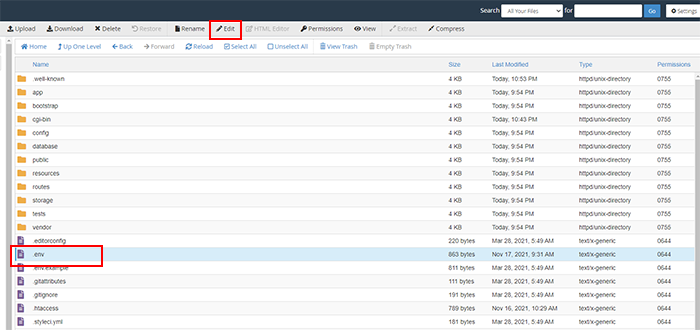 Search All Your Files for Go Settings
Upload Download Delete Restore Rename Edit HTML Editor Permissions View Extract Compress
Home Up One Level Back Forward Reload Select All Unselect All View Trash Empty Trash
Name Size Last Modified Type Permissions
.well-known 4 KB Today, 10:53 PM httpd/unix-directory 0755
app 4 KB Today, 9:54 PM httpd/unix-directory 0755
bootstrap 4 KB Today, 9:54 PM httpd/unix-directory 0755
cgi-bin 4 KB Today, 10:43 PM httpd/unix-directory 0755
config 4 KB Today, 9:54 PM httpd/unix-directory 0755
database 4 KB Today, 9:54 PM httpd/unix-directory 0755
public 4 KB Today, 9:54 PM httpd/unix-directory 0755
resources 4 KB Today, 9:54 PM httpd/unix-directory 0755
routes 4 KB Today, 9:54 PM httpd/unix-directory 0755
storage 4 KB Today, 9:54 PM httpd/unix-directory 0755
tests 4 KB Today, 9:54 PM httpd/unix-directory 0755
vendor 4 KB Today, 9:54 PM httpd/unix-directory 0755
.editorconfig 220 bytes Mar 28, 2021, 5:49 AM text/x-generic 0644
.env 863 bytes Nov 17, 2021, 9:31 AM text/x-generic 0644
.env.example 811 bytes Mar 28, 2021, 5:49 AM text/x-generic 0644
.gitattributes 111 bytes Mar 28, 2021, 5:49 AM text/x-generic 0644
.gitignore 191 bytes Mar 28, 2021, 5:49 AM text/x-generic 0644
.htaccess 789 bytes Nov 16, 2021, 10:29 AM text/x-generic 0644
.styleci.yml 181 bytes Mar 28, 2021, 5:49 AM text/x-generic 0644